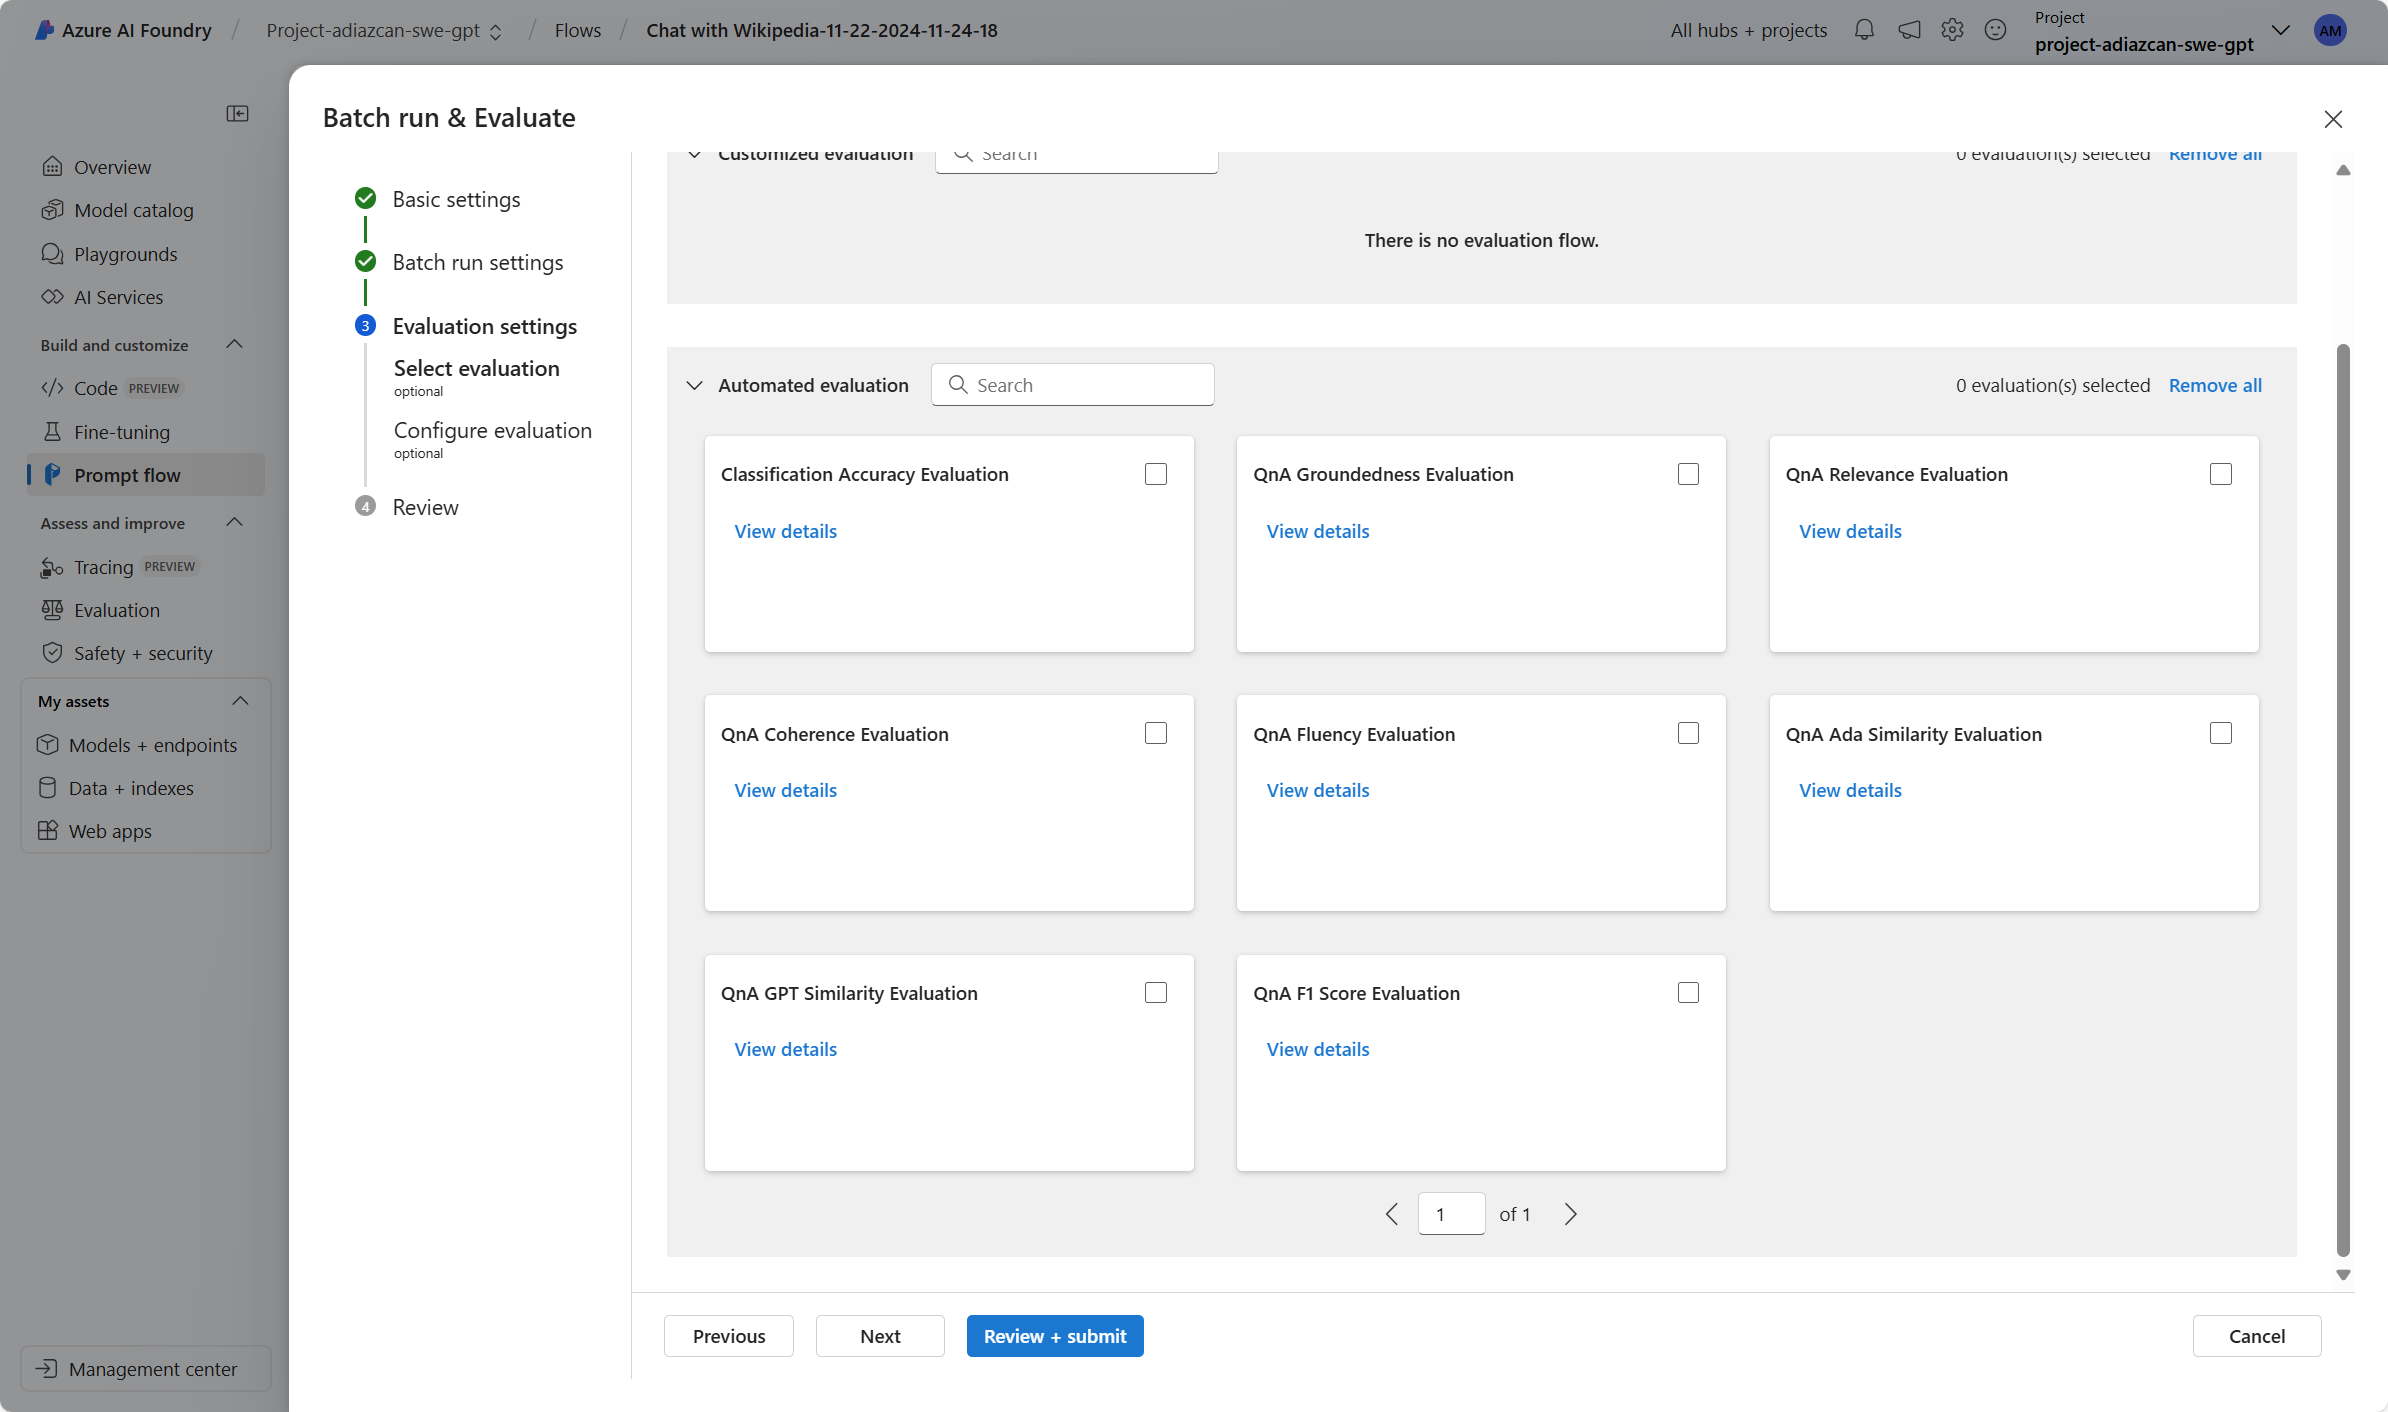 Azure AI Foundry / Project-adiazcan-swe-gpt / Flows / Chat with Wikipedia-11-22-2024-11-24-18
All hubs + projects
Project
project-adiazcan-swe-gpt
AM
Overview
Model catalog
Playgrounds
AI Services
Build and customize
Code PREVIEW
Fine-tuning
Prompt flow
Assess and improve
Tracing PREVIEW
Evaluation
Safety + security
My assets
Models + endpoints
Data + indexes
Web apps
Management center
Batch run & Evaluate
Basic settings
Batch run settings
3 Evaluation settings
Select evaluation
optional
Configure evaluation
optional
4 Review
Customized evaluation Search 0 evaluation(s) selected Remove all
There is no evaluation flow.
Automated evaluation Search 0 evaluation(s) selected Remove all
Classification Accuracy Evaluation
View details
QnA Groundedness Evaluation
View details
QnA Relevance Evaluation
View details
QnA Coherence Evaluation
View details
QnA Fluency Evaluation
View details
QnA Ada Similarity Evaluation
View details
QnA GPT Similarity Evaluation
View details
QnA F1 Score Evaluation
View details
1 of 1
Previous Next Review + submit Cancel